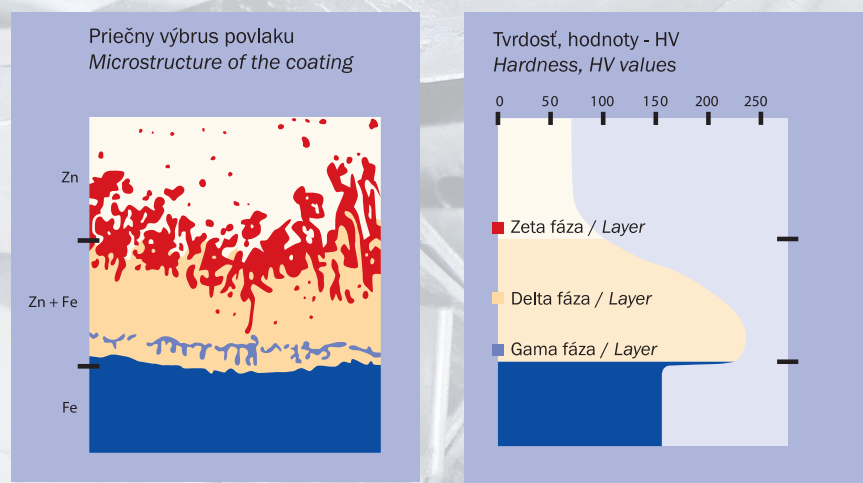 Priečny výbrus povlaku
Microstructure of the coating
Zn
Zn + Fe
Fe
Tvrdosť, hodnoty - HV
Hardness, HV values
0 50 100 150 200 250
Zeta fáza / Layer
Delta fáza / Layer
Gama fáza / Layer